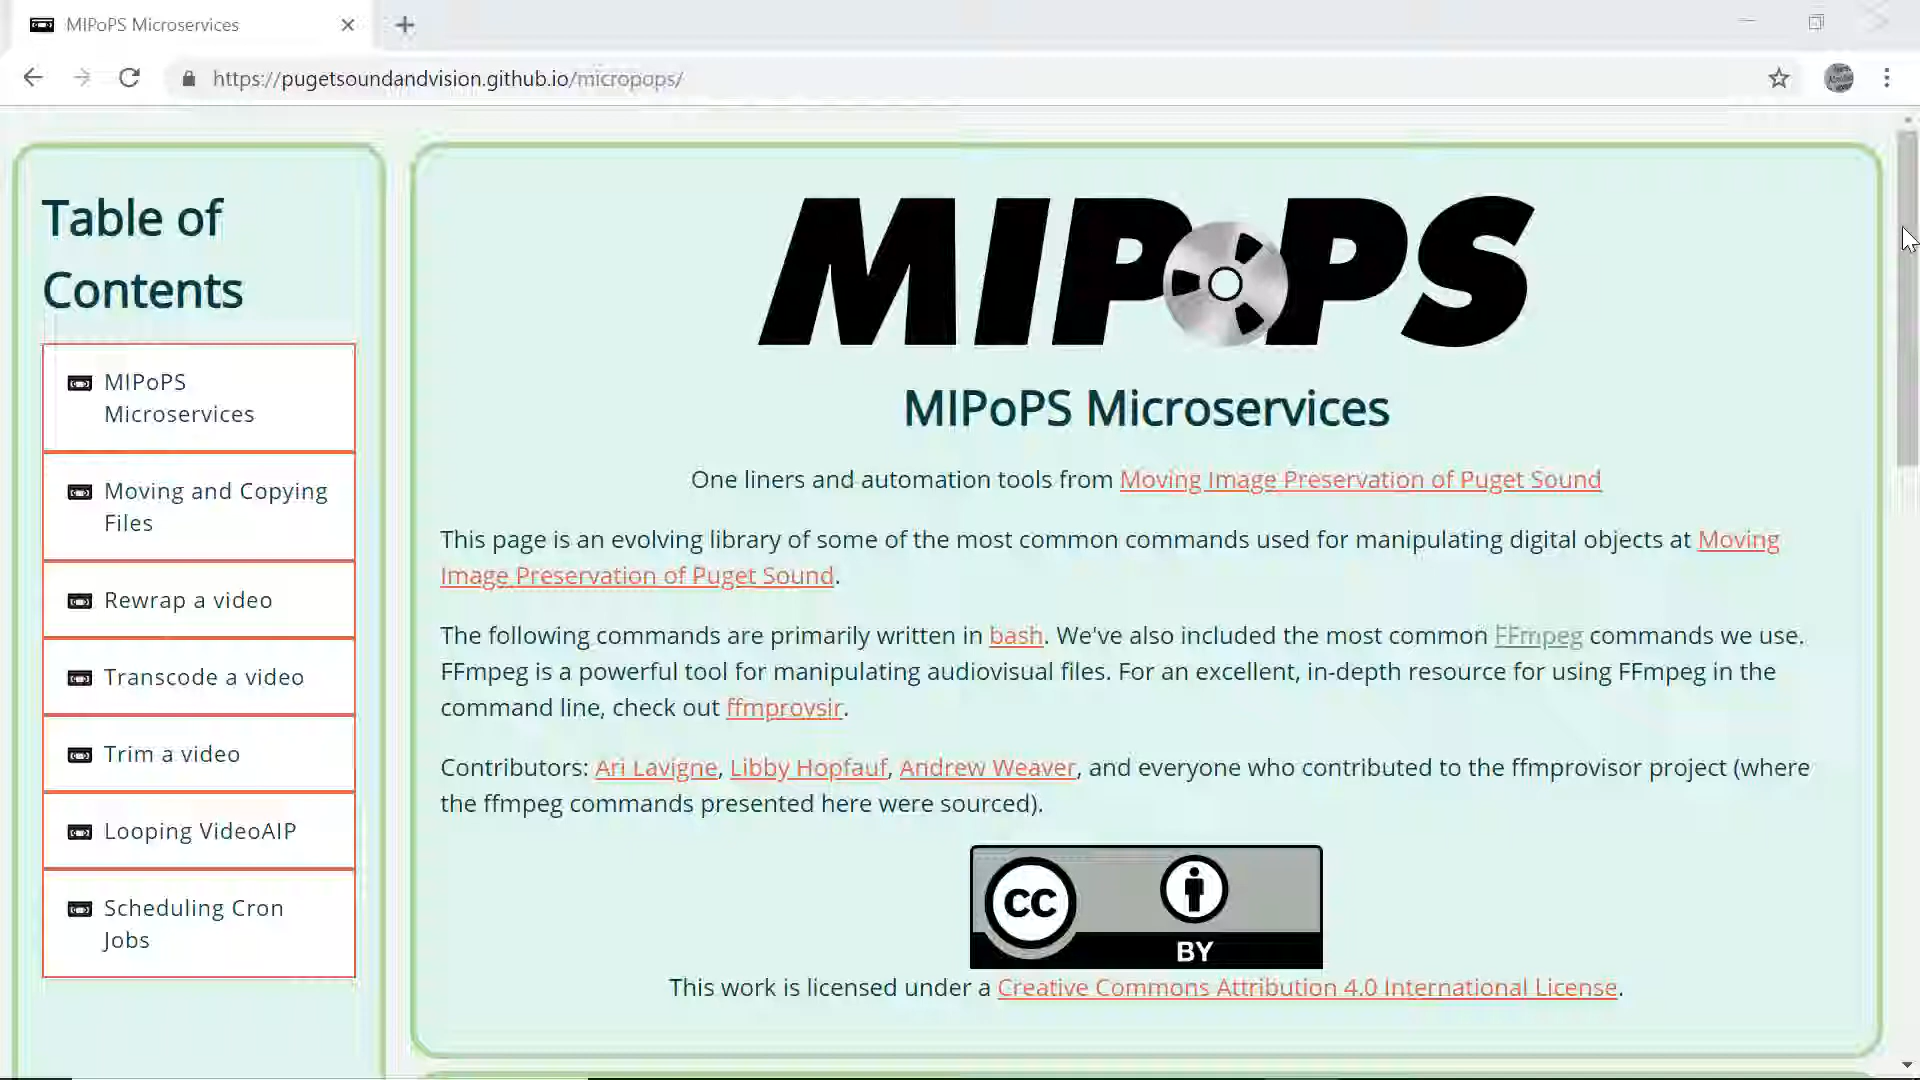 MIPoPS Microservices
https://pugetsoundandvision.github.io/micropops/
Table of
Contents
MIPoPS
Microservices
Moving and Copying
Files
Rewrap a video
Transcode a video
Trim a video
Looping VideoAIP
Scheduling Cron
Jobs
MIPoPS
MIPoPS Microservices
One liners and automation tools from Moving Image Preservation of Puget Sound
This page is an evolving library of some of the most common commands used for manipulating digital objects at Moving
Image Preservation of Puget Sound.
The following commands are primarily written in bash. We've also included the most common FFmpeg commands we use.
FFmpeg is a powerful tool for manipulating audiovisual files. For an excellent, in-depth resource for using FFmpeg in the
command line, check out ffmprovsir.
Contributors: Ari Lavigne, Libby Hopfauf, Andrew Weaver, and everyone who contributed to the ffmprovisor project (where
the ffmpeg commands presented here were sourced).
CC
BY
This work is licensed under a Creative Commons Attribution 4.0 International License.